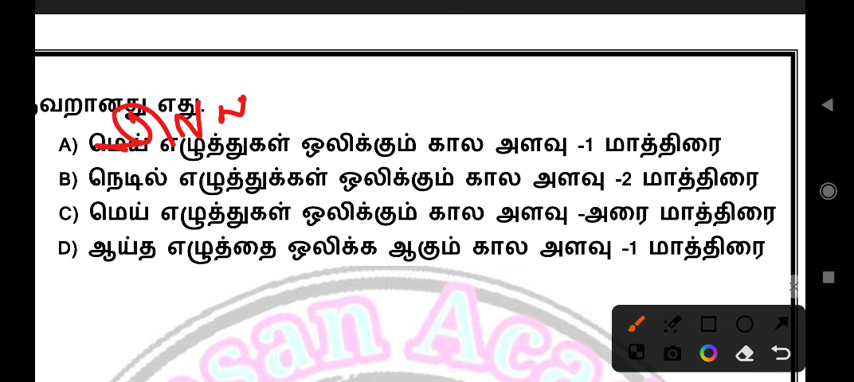 தவறானது எது.
A) மெய் எழுத்துகள் ஒலிக்கும் கால அளவு -1 மாத்திரை
B) நெடில் எழுத்துக்கள் ஒலிக்கும் கால அளவு -2 மாத்திரை
C) மெய் எழுத்துகள் ஒலிக்கும் கால அளவு -அரை மாத்திரை
D) ஆய்த எழுத்தை ஒலிக்க ஆகும் கால அளவு -1 மாத்திரை